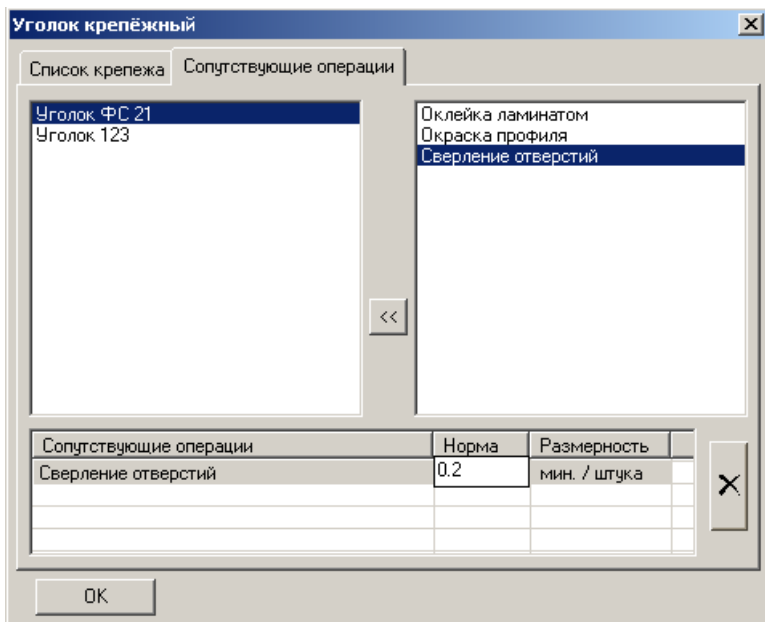 Уголок крепёжный
Список крепежа Сопутствующие операции
Уголок ФС 21
Уголок 123
Оклейка ламинатом
Окраска профиля
Сверление отверстий
<<
Сопутствующие операции Норма Размерность
Сверление отверстий 0.2 мин. / штука
OK